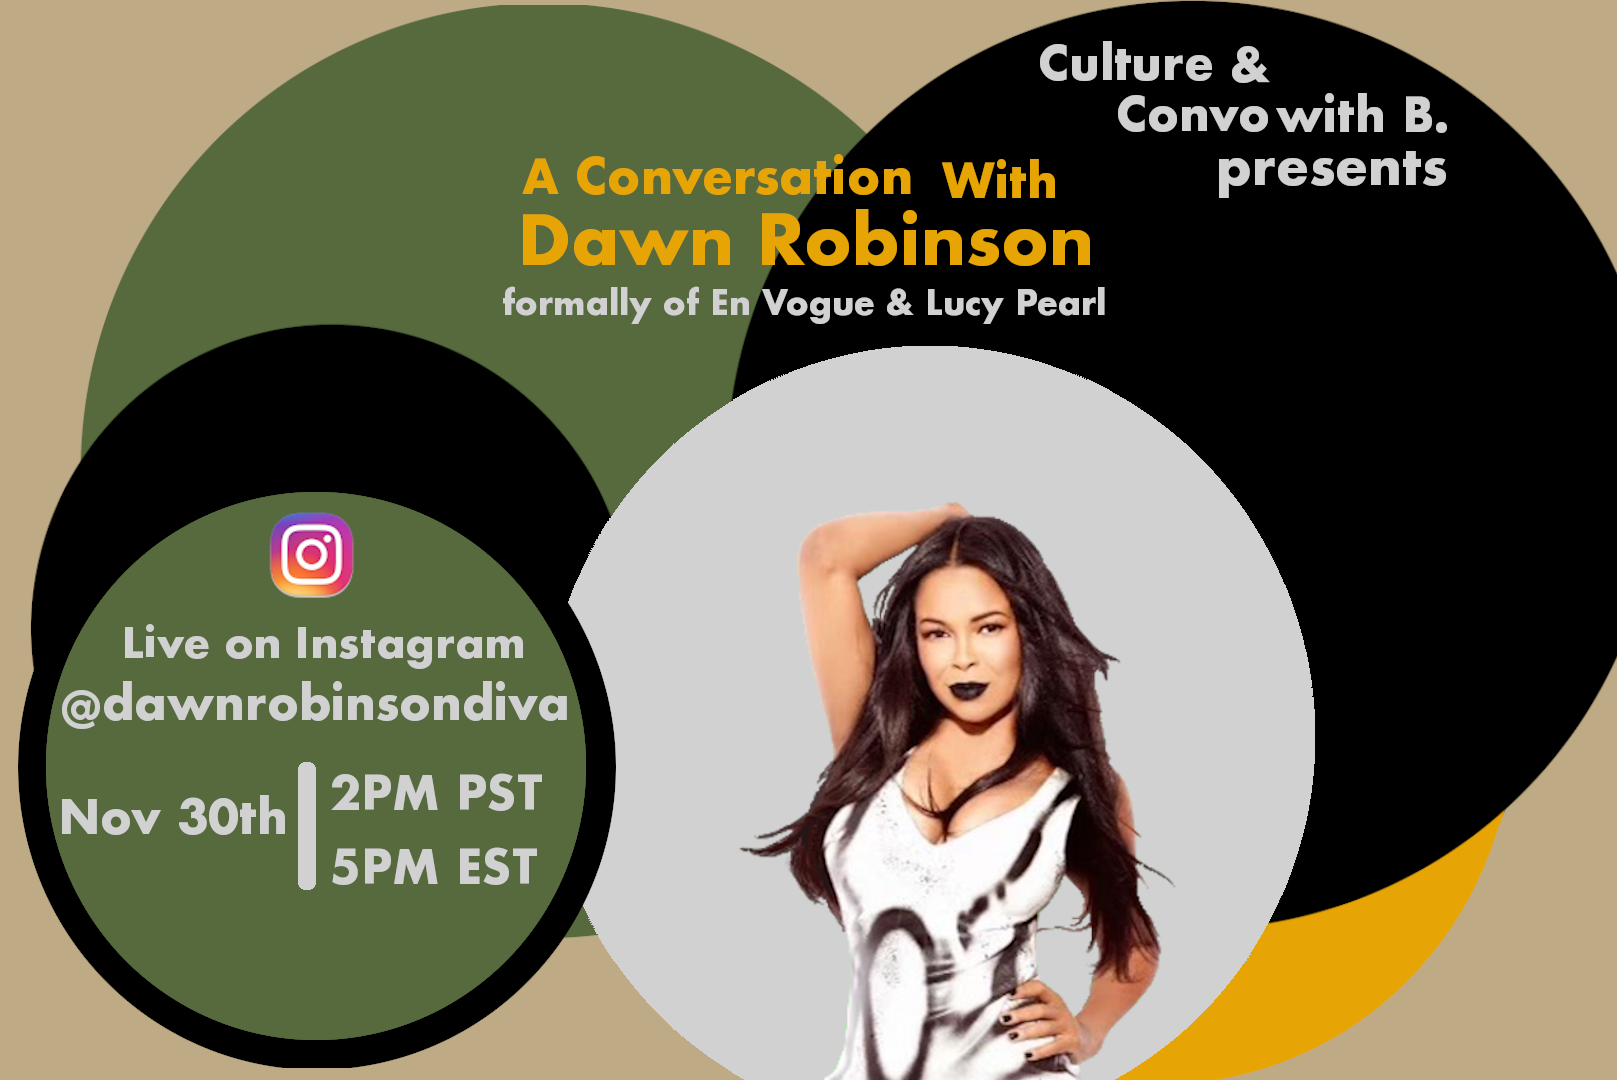 Culture &
Convo with B.
presents
A Conversation With
Dawn Robinson
formally of En Vogue & Lucy Pearl
Live on Instagram
@dawnrobinsondiva
Nov 30th
2PM PST
5PM EST